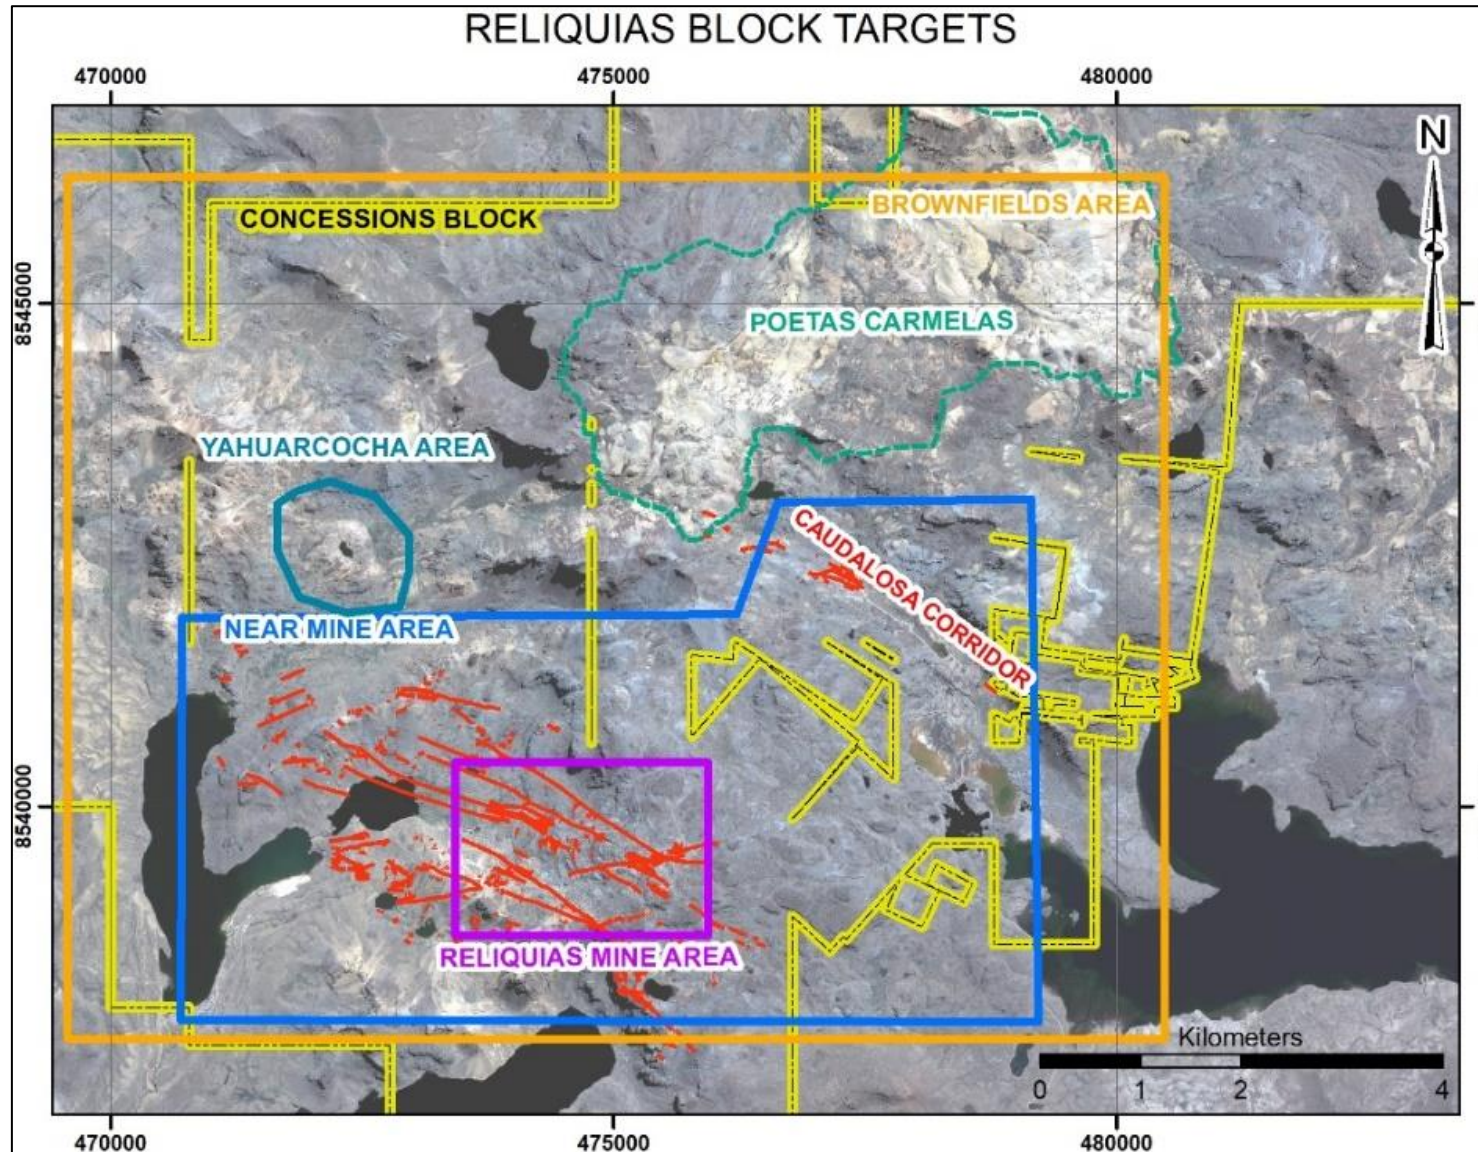 RELIQUIAS BLOCK TARGETS
470000 475000 480000
N
CONCESSIONS BLOCK
BROWNFIELDS AREA
8545000
POETAS CARMELAS
YAHUARCOCHA AREA
CAUDALOSA CORRIDOR
NEAR MINE AREA
8540000
RELIQUIAS MINE AREA
Kilometers
0 1 2 4
470000 475000 480000